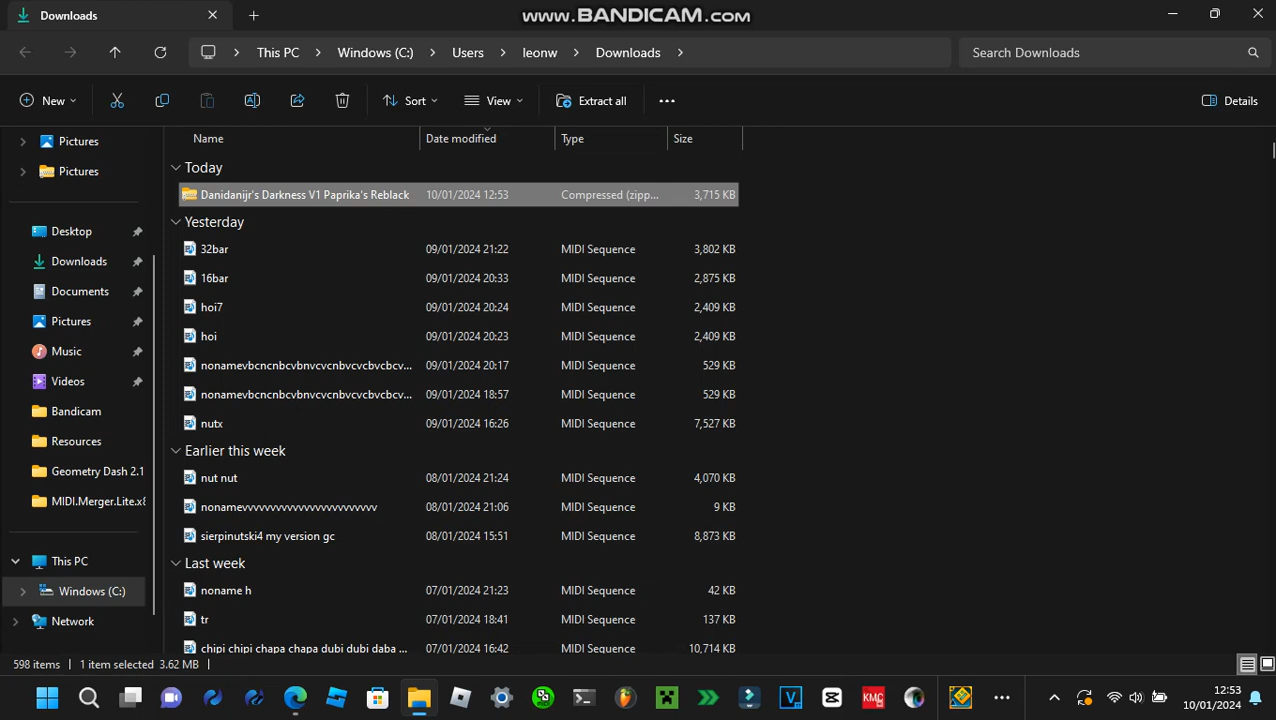 Downloads
www.BANDICAM.com
This PC
Windows (C:)
Users
leonw
Downloads
Search Downloads
New
Sort
View
Extract all
Details
Pictures
Pictures
Desktop
Downloads
Documents
Pictures
Music
Videos
Bandicam
Resources
Geometry Dash 2.1
MIDI.Merger.Lite.x8
This PC
Windows (C:)
Network
Name Date modified Type Size
Today
Danidanijr's Darkness V1 Paprika's Reblack 10/01/2024 12:53 Compressed (zipp... 3,715 KB
Yesterday
32bar 09/01/2024 21:22 MIDI Sequence 3,802 KB
16bar 09/01/2024 20:33 MIDI Sequence 2,875 KB
hoi7 09/01/2024 20:24 MIDI Sequence 2,409 KB
hoi 09/01/2024 20:23 MIDI Sequence 2,409 KB
nonamevbcncnbcvbnvcvcnbvcvbcvbcv... 09/01/2024 20:17 MIDI Sequence 529 KB
nonamevbcncnbcvbnvcvcnbvcvbcvbcv... 09/01/2024 18:57 MIDI Sequence 529 KB
nutx 09/01/2024 16:26 MIDI Sequence 7,527 KB
Earlier this week
nut nut 08/01/2024 21:24 MIDI Sequence 4,070 KB
nonamevvvvvvvvvvvvvvvvvvvvvv 08/01/2024 21:06 MIDI Sequence 9 KB
sierpinutski4 my version gc 08/01/2024 15:51 MIDI Sequence 8,873 KB
Last week
noname h 07/01/2024 21:23 MIDI Sequence 42 KB
tr 07/01/2024 18:41 MIDI Sequence 137 KB
chipi chipi chapa chapa dubi dubi daba ... 07/01/2024 16:42 MIDI Sequence 10,714 KB
598 items
1 item selected 3.62 MB
V
KMC
12:53
10/01/2024